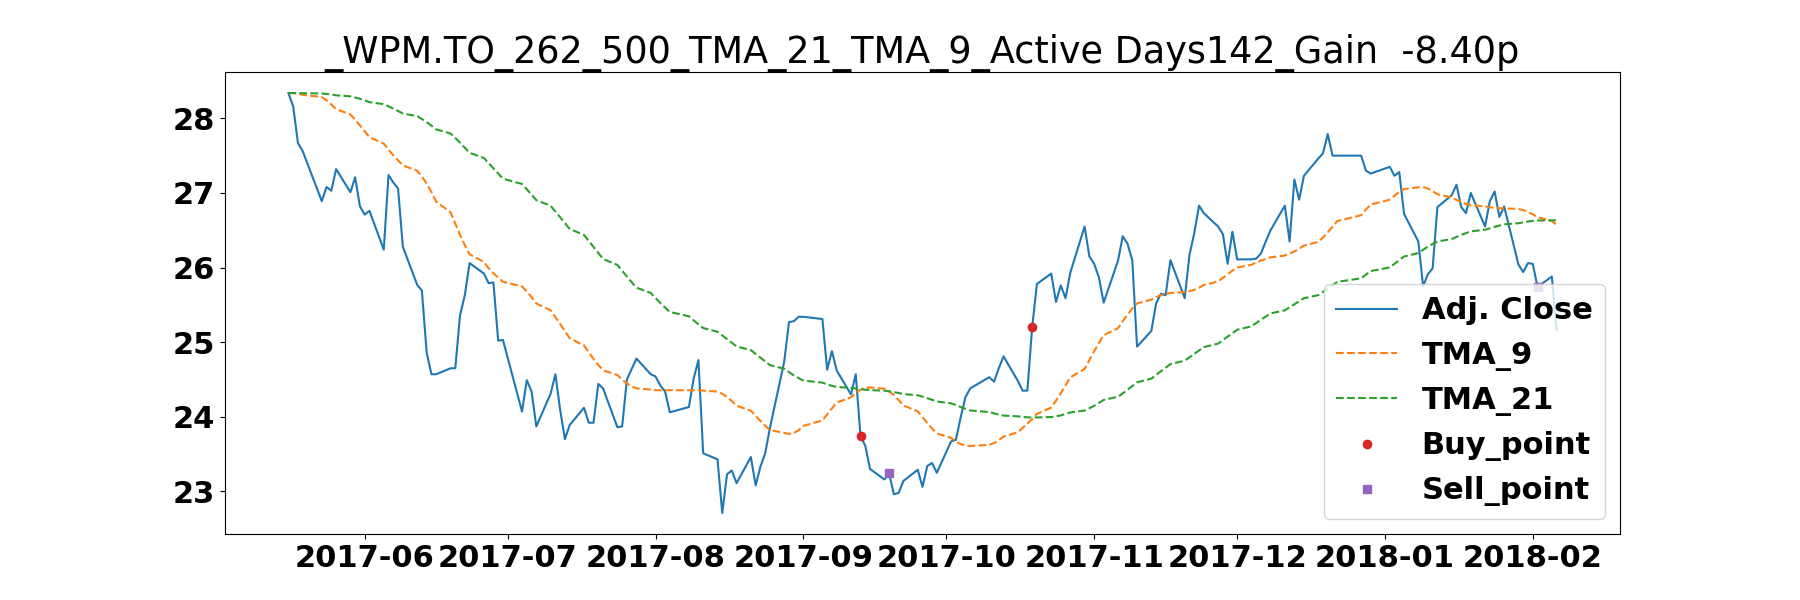 _WPM.TO_262_500_TMA_21_TMA_9_Active Days142_Gain  -8.40p
28
27
26
25
24
23
Adj. Close
TMA_9
TMA_21
Buy_point
Sell_point
2017-06 2017-07 2017-08 2017-09 2017-10 2017-11 2017-12 2018-01 2018-02